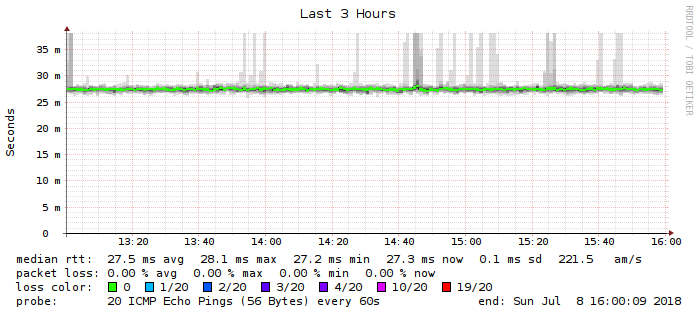 Last 3 Hours
RRDTOOL / TOBI OETIKER
Seconds
35 m
30 m
25 m
20 m
15 m
10 m
5 m
0
13:20 13:40 14:00 14:20 14:40 15:00 15:20 15:40 16:00
median rtt: 27.5 ms avg 28.1 ms max 27.2 ms min 27.3 ms now 0.1 ms sd 221.5 am/s
packet loss: 0.00 % avg 0.00 % max 0.00 % min 0.00 % now
loss color: 0 1/20 2/20 3/20 4/20 10/20 19/20
probe: 20 ICMP Echo Pings (56 Bytes) every 60s end: Sun Jul 8 16:00:09 2018